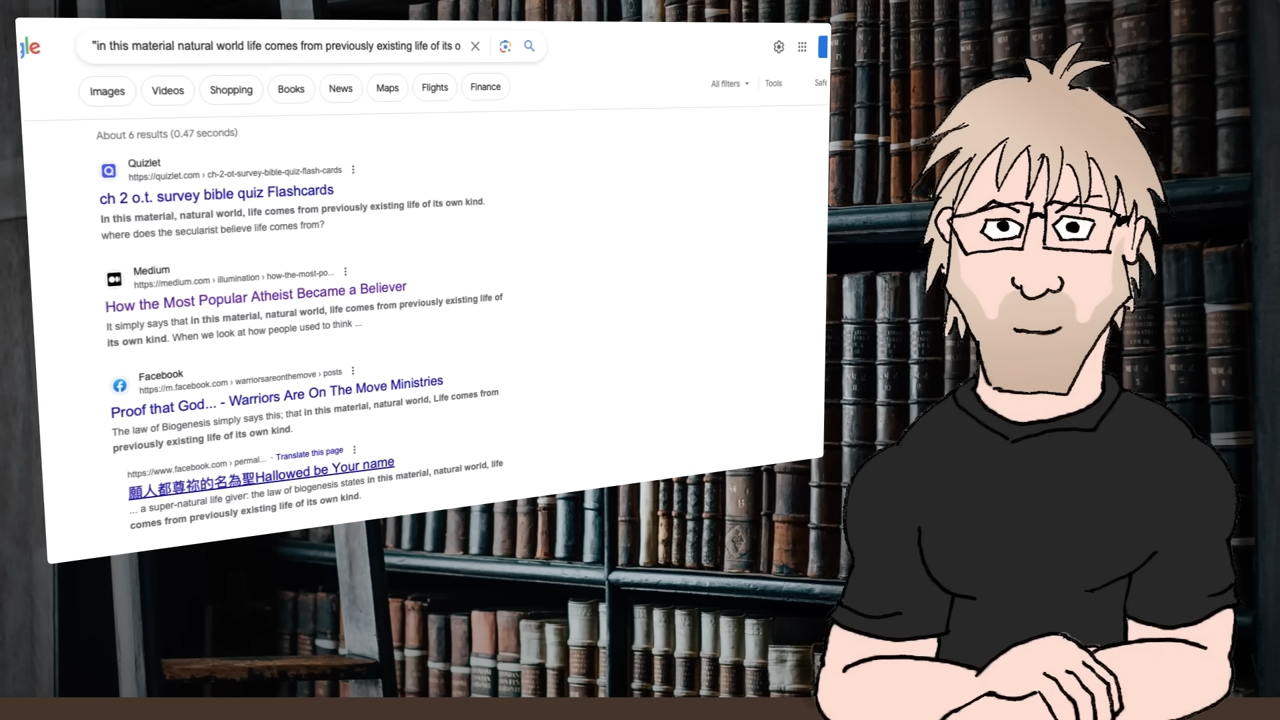 gle
"in this material natural world life comes from previously existing life of its o
Images Videos Shopping Books News Maps Flights Finance
All filters Tools Safe
About 6 results (0.47 seconds)
Quizlet
https://quizlet.com › ch-2-ot-survey-bible-quiz-flash-cards
ch 2 o.t. survey bible quiz Flashcards
In this material, natural world, life comes from previously existing life of its own kind.
where does the secularist believe life comes from?
Medium
https://medium.com › illumination › how-the-most-po...
How the Most Popular Atheist Became a Believer
It simply says that in this material, natural world, life comes from previously existing life of
its own kind. When we look at how people used to think ...
Facebook
https://m.facebook.com › warriorsareonthemove › posts
Proof that God... - Warriors Are On The Move Ministries
The law of Biogenesis simply says this; that in this material, natural world, Life comes from
previously existing life of its own kind.
https://www.facebook.com › permal... · Translate this page
願人都尊祢的名為聖Hallowed be Your name
... a super-natural life giver: the law of biogenesis states in this material, natural world, life
comes from previously existing life of its own kind.